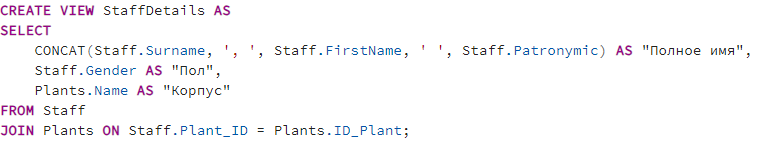 CREATE VIEW StaffDetails AS
SELECT
    CONCAT(Staff.Surname, ', ', Staff.FirstName, ' ', Staff.Patronymic) AS "Полное имя",
    Staff.Gender AS "Пол",
    Plants.Name AS "Корпус"
FROM Staff
JOIN Plants ON Staff.Plant_ID = Plants.ID_Plant;